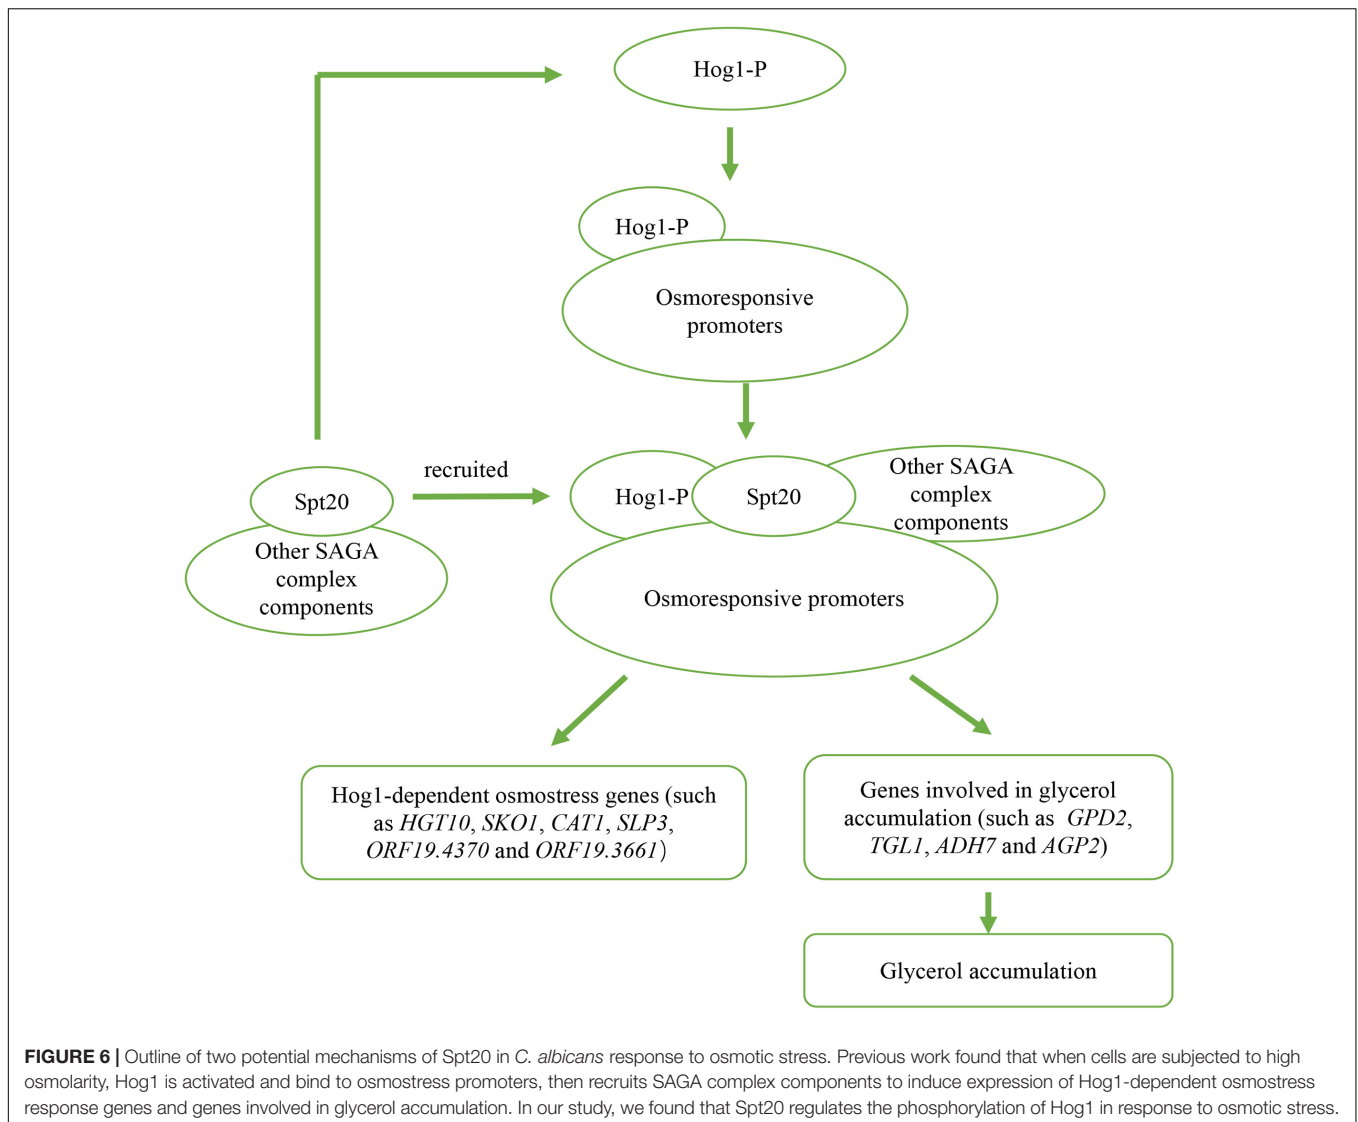 Hog1-P
Hog1-P
Osmoresponsive
promoters
recruited
Spt20
Other SAGA
complex
components
Hog1-P
Spt20
Other SAGA
complex
components
Osmoresponsive promoters
Hog1-dependent osmostress genes (such
as HGT10, SKO1, CAT1, SLP3,
ORF19.4370 and ORF19.3661)
Genes involved in glycerol
accumulation (such as GPD2,
TGL1, ADH7 and AGP2)
Glycerol accumulation
FIGURE 6 | Outline of two potential mechanisms of Spt20 in C. albicans response to osmotic stress. Previous work found that when cells are subjected to high
osmolarity, Hog1 is activated and bind to osmostress promoters, then recruits SAGA complex components to induce expression of Hog1-dependent osmostress
response genes and genes involved in glycerol accumulation. In our study, we found that Spt20 regulates the phosphorylation of Hog1 in response to osmotic stress.